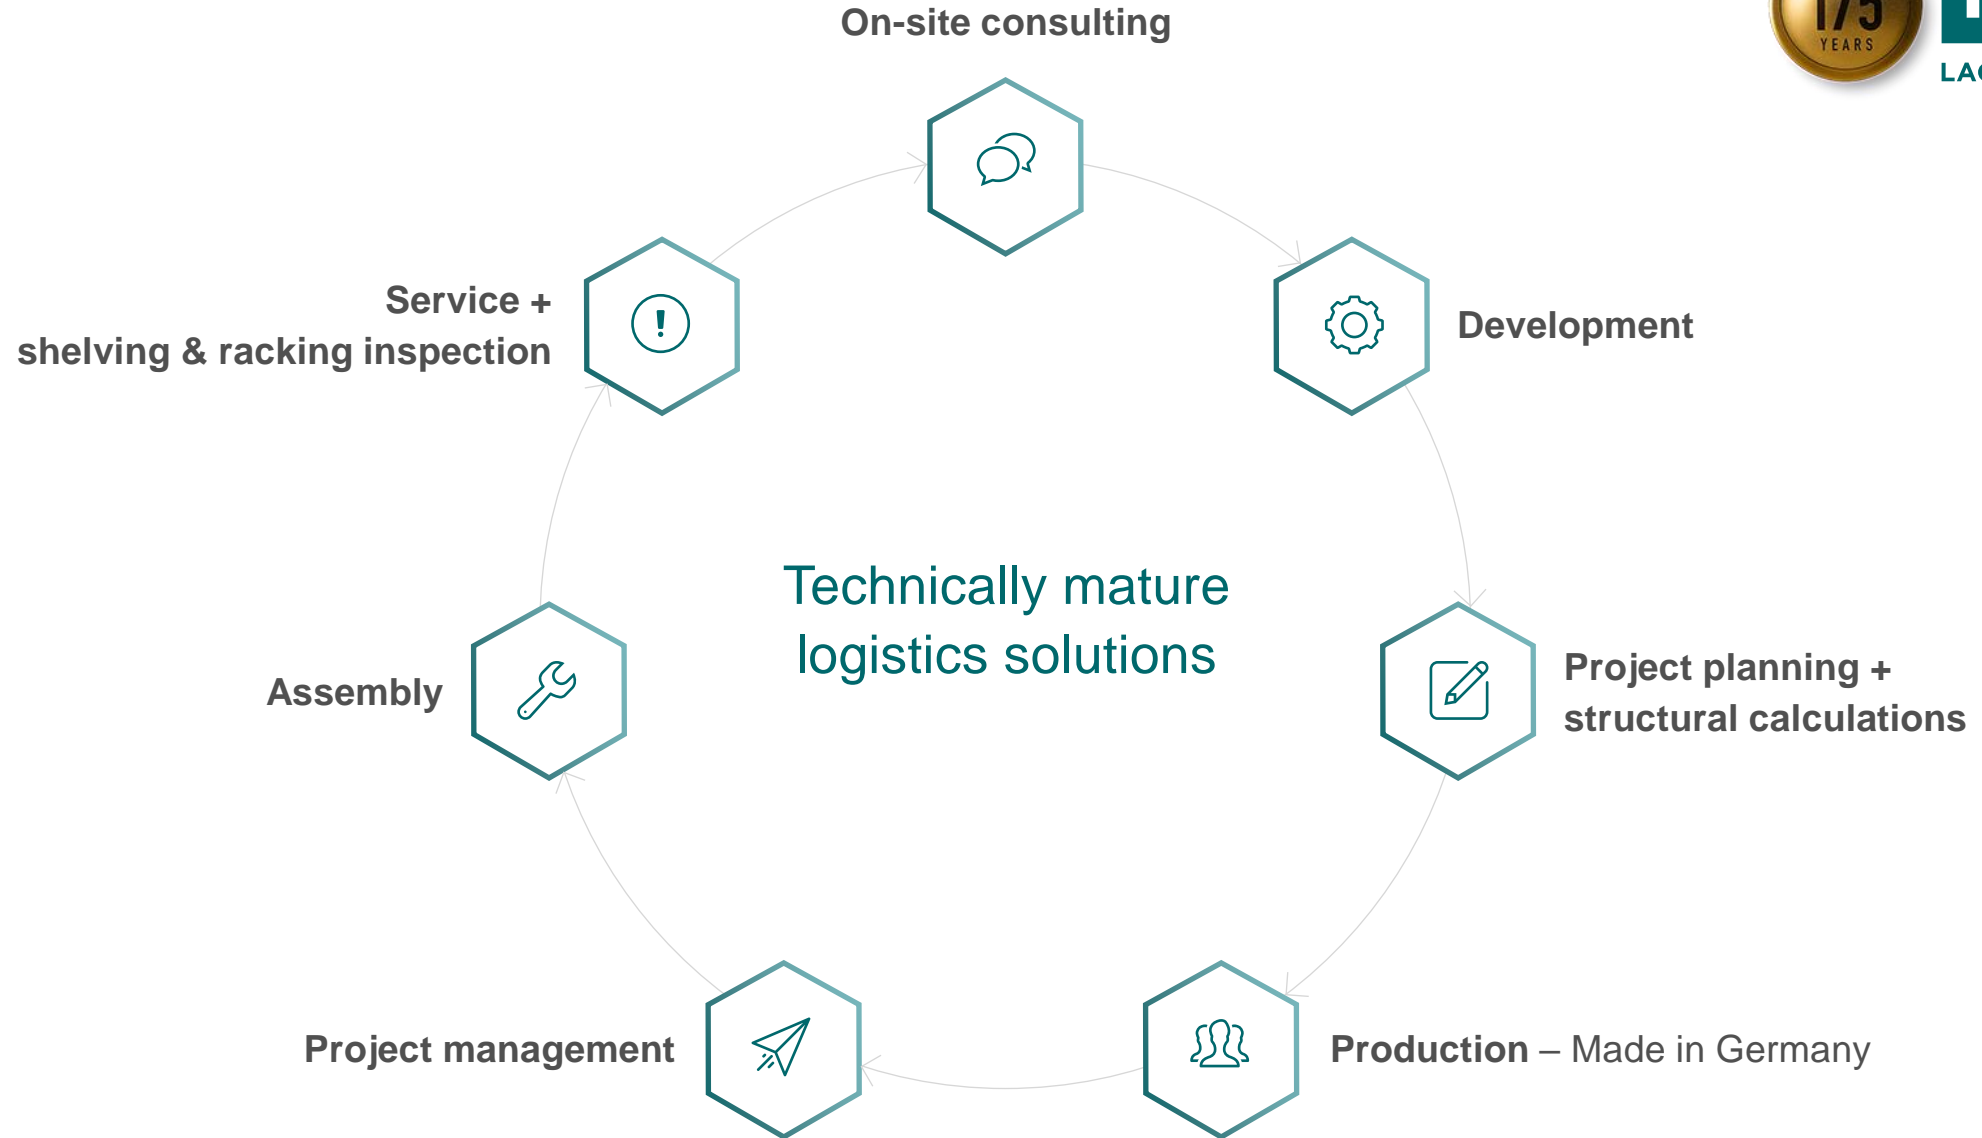 On-site consulting
175
YEARS
Service +
shelving & racking inspection
Development
Technically mature
logistics solutions
Assembly
Project planning +
structural calculations
Project management
Production – Made in Germany